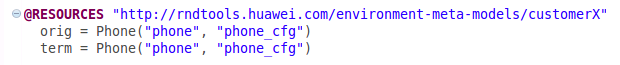 @RESOURCES "http://rndtools.huawei.com/environment-meta-models/customerX"
orig = Phone("phone", "phone_cfg")
term = Phone("phone", "phone_cfg")